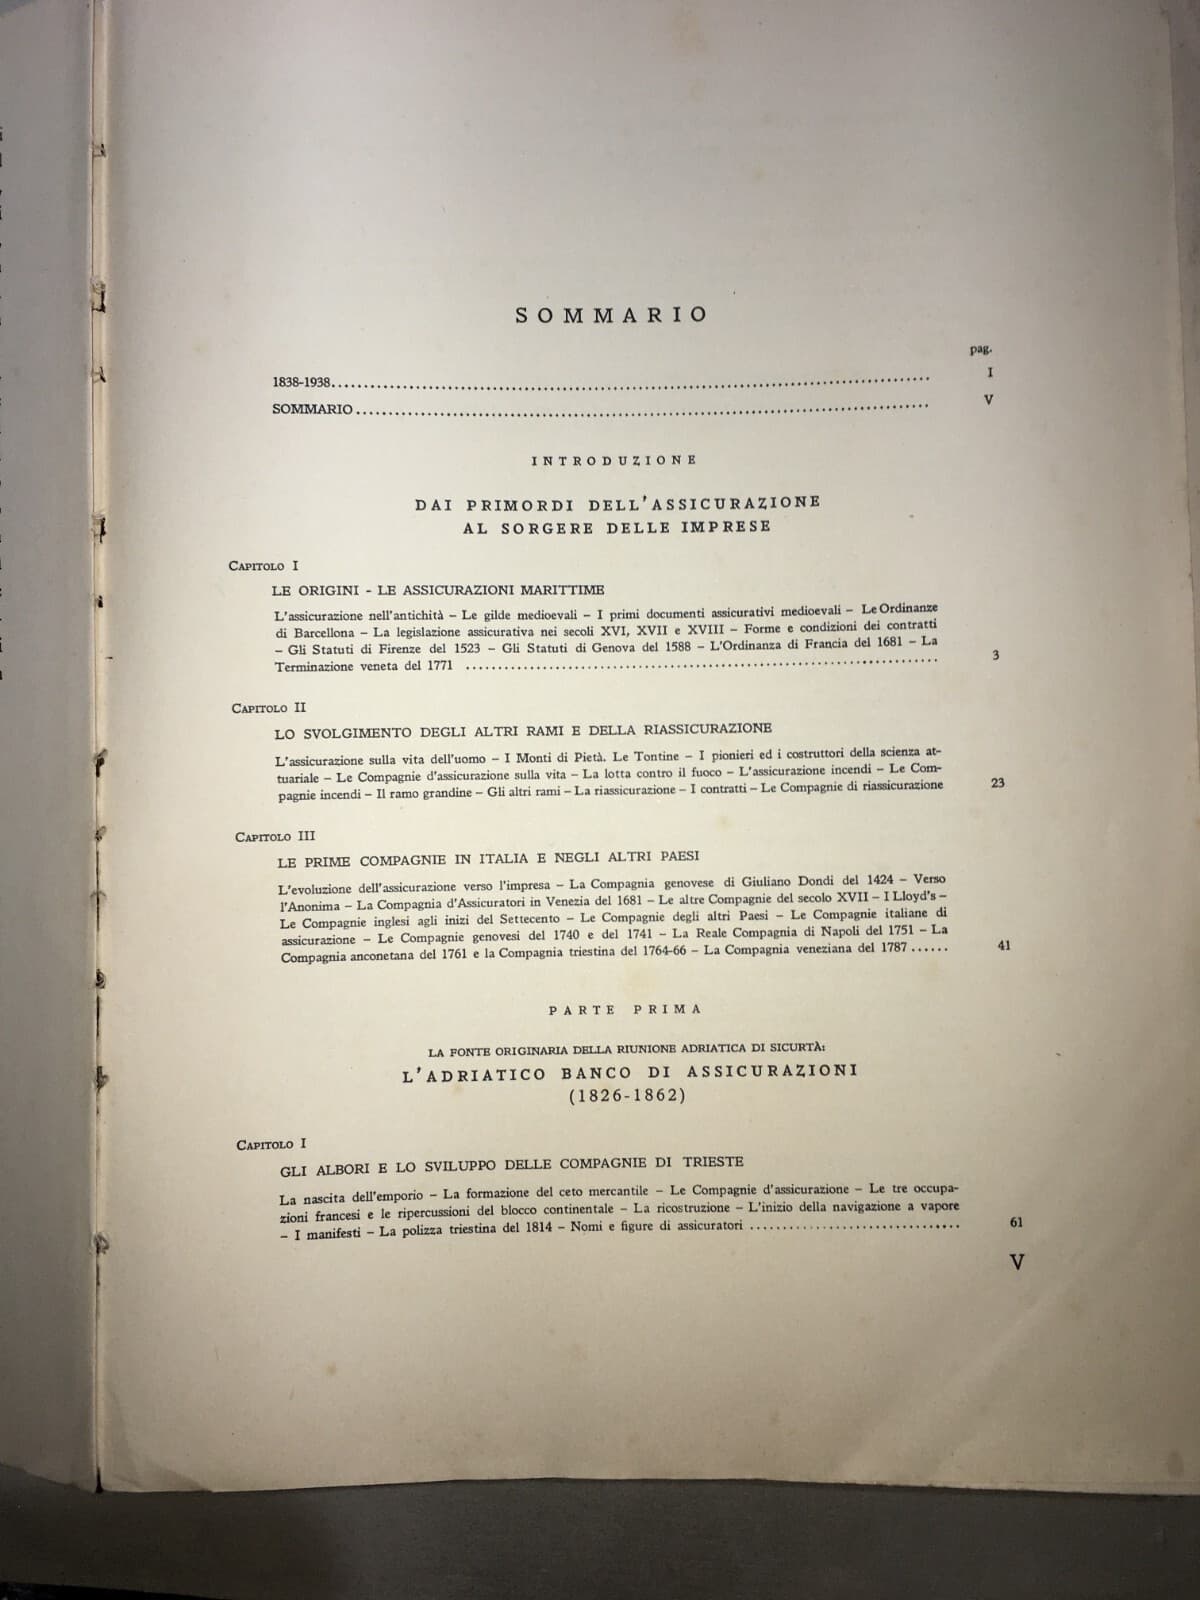 SOMMARIO
pag.
1838-1938 I
SOMMARIO V
INTRODUZIONE
DAI PRIMORDI DELL'ASSICURAZIONE
AL SORGERE DELLE IMPRESE
CAPITOLO I
LE ORIGINI - LE ASSICURAZIONI MARITTIME
L'assicurazione nell'antichità – Le gilde medioevali – I primi documenti assicurativi medioevali – Le Ordinanze
di Barcellona – La legislazione assicurativa nei secoli XVI, XVII e XVIII – Forme e condizioni dei contratti
– Gli Statuti di Firenze del 1523 – Gli Statuti di Genova del 1588 – L'Ordinanza di Francia del 1681 – La
Terminazione veneta del 1771 3
CAPITOLO II
LO SVOLGIMENTO DEGLI ALTRI RAMI E DELLA RIASSICURAZIONE
L'assicurazione sulla vita dell'uomo – I Monti di Pietà. Le Tontine – I pionieri ed i costruttori della scienza at-
tuariale – Le Compagnie d'assicurazione sulla vita – La lotta contro il fuoco – L'assicurazione incendi – Le Com-
pagnie incendi – Il ramo grandine – Gli altri rami – La riassicurazione – I contratti – Le Compagnie di riassicurazione 23
CAPITOLO III
LE PRIME COMPAGNIE IN ITALIA E NEGLI ALTRI PAESI
L'evoluzione dell'assicurazione verso l'impresa – La Compagnia genovese di Giuliano Dondi del 1424 – Verso
l'Anonima – La Compagnia d'Assicuratori in Venezia del 1681 – Le altre Compagnie del secolo XVII – I Lloyd's –
Le Compagnie inglesi agli inizi del Settecento – Le Compagnie degli altri Paesi – Le Compagnie italiane di
assicurazione – Le Compagnie genovesi del 1740 e del 1741 – La Reale Compagnia di Napoli del 1751 – La
Compagnia anconetana del 1761 e la Compagnia triestina del 1764-66 – La Compagnia veneziana del 1787 ...... 41
PARTE PRIMA
LA FONTE ORIGINARIA DELLA RIUNIONE ADRIATICA DI SICURTÀ:
L'ADRIATICO BANCO DI ASSICURAZIONI
(1826-1862)
CAPITOLO I
GLI ALBORI E LO SVILUPPO DELLE COMPAGNIE DI TRIESTE
La nascita dell'emporio – La formazione del ceto mercantile – Le Compagnie d'assicurazione – Le tre occupa-
zioni francesi e le ripercussioni del blocco continentale – La ricostruzione – L'inizio della navigazione a vapore
– I manifesti – La polizza triestina del 1814 – Nomi e figure di assicuratori 61
V